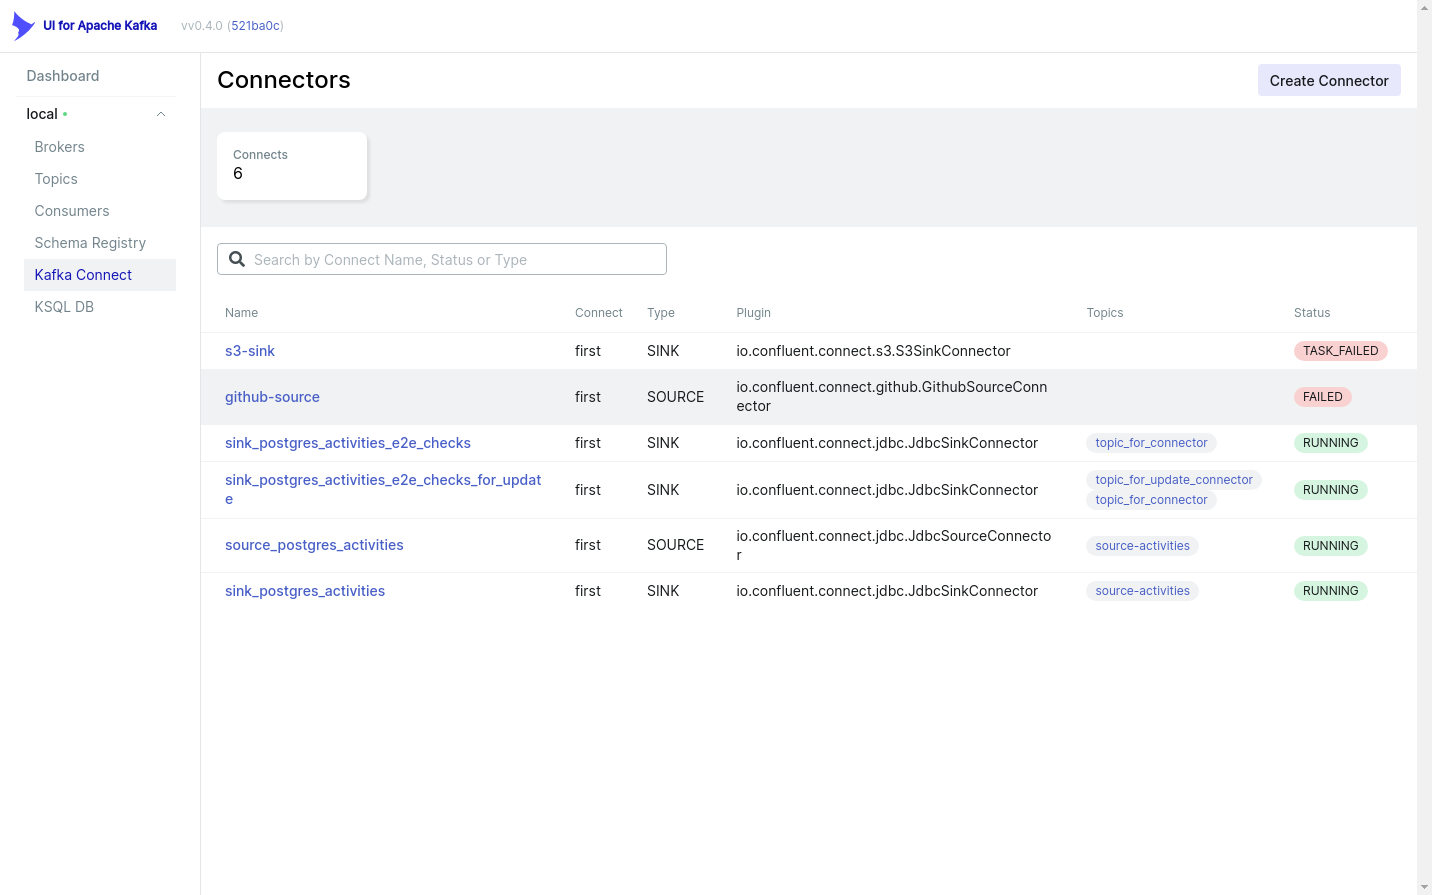 UI for Apache Kafka vv0.4.0 (521ba0c)
Dashboard
local
Brokers
Topics
Consumers
Schema Registry
Kafka Connect
KSQL DB
Connectors
Create Connector
Connects
6
Search by Connect Name, Status or Type
Name Connect Type Plugin Topics Status
s3-sink first SINK io.confluent.connect.s3.S3SinkConnector TASK_FAILED
github-source first SOURCE io.confluent.connect.github.GithubSourceConn
ector FAILED
sink_postgres_activities_e2e_checks first SINK io.confluent.connect.jdbc.JdbcSinkConnector topic_for_connector RUNNING
sink_postgres_activities_e2e_checks_for_updat
e first SINK io.confluent.connect.jdbc.JdbcSinkConnector topic_for_update_connector
topic_for_connector RUNNING
source_postgres_activities first SOURCE io.confluent.connect.jdbc.JdbcSourceConnecto
r source-activities RUNNING
sink_postgres_activities first SINK io.confluent.connect.jdbc.JdbcSinkConnector source-activities RUNNING